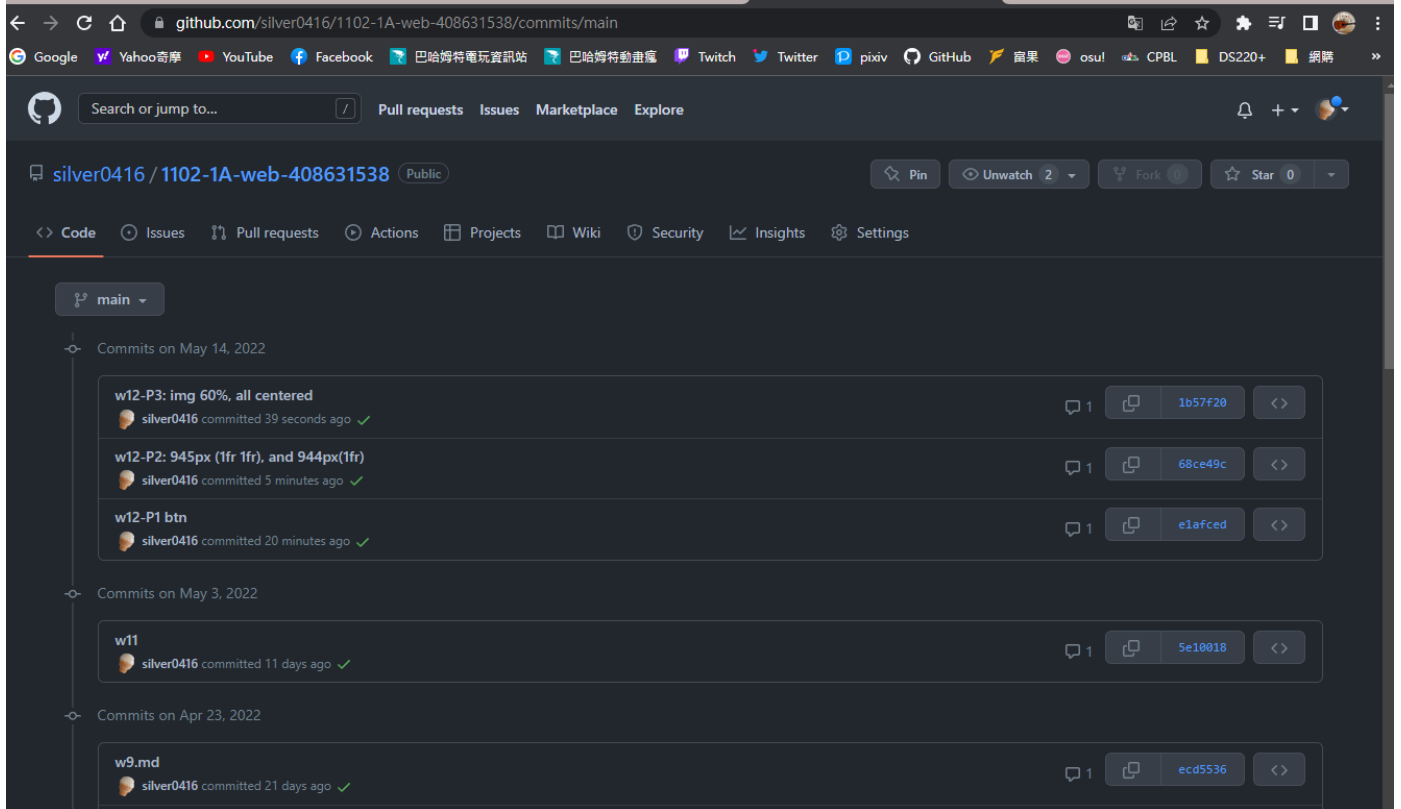 github.com/silver0416/1102-1A-web-408631538/commits/main
Google Yahoo奇摩 YouTube Facebook 巴哈姆特電玩資訊站 巴哈姆特動畫瘋 Twitch Twitter pixiv GitHub 富果 osu! CPBL DS220+ 網購 »
Search or jump to... / Pull requests Issues Marketplace Explore
silver0416 / 1102-1A-web-408631538 Public Pin Unwatch 2 Fork 0 Star 0
<> Code Issues Pull requests Actions Projects Wiki Security Insights Settings
main
Commits on May 14, 2022
w12-P3: img 60%, all centered
silver0416 committed 39 seconds ago 1 1b57f20 <>
w12-P2: 945px (1fr 1fr), and 944px(1fr)
silver0416 committed 5 minutes ago 1 68ce49c <>
w12-P1 btn
silver0416 committed 20 minutes ago 1 e1afced <>
Commits on May 3, 2022
w11
silver0416 committed 11 days ago 1 5e10018 <>
Commits on Apr 23, 2022
w9.md
silver0416 committed 21 days ago 1 ecd5536 <>